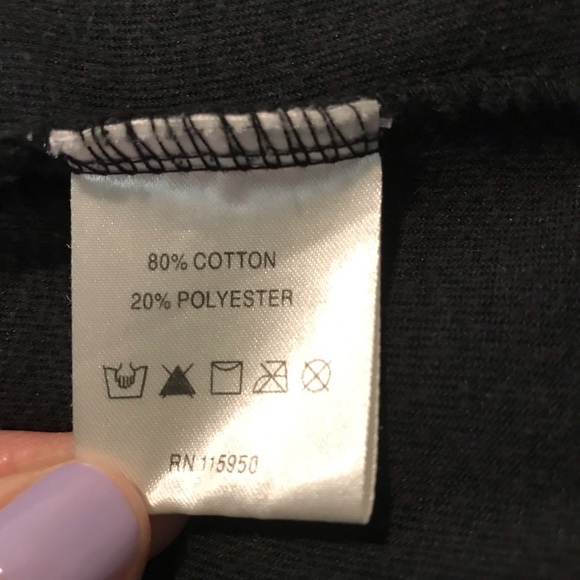 80% COTTON
20% POLYESTER
RN 115950